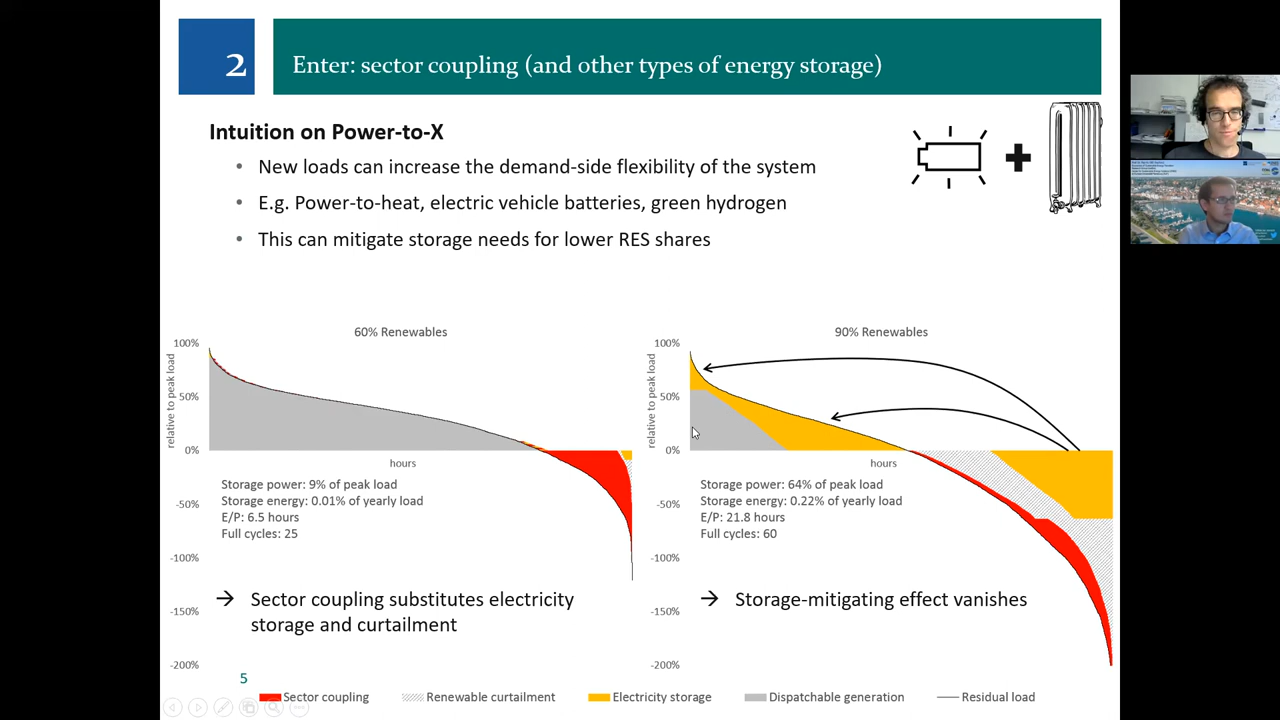 2
Enter: sector coupling (and other types of energy storage)
Intuition on Power-to-X
• New loads can increase the demand-side flexibility of the system
• E.g. Power-to-heat, electric vehicle batteries, green hydrogen
• This can mitigate storage needs for lower RES shares
60% Renewables
100%
50%
0%
-50%
-100%
-150%
-200%
relative to peak load
hours
Storage power: 9% of peak load
Storage energy: 0.01% of yearly load
E/P: 6.5 hours
Full cycles: 25
→ Sector coupling substitutes electricity
storage and curtailment
90% Renewables
100%
50%
0%
-50%
-100%
-150%
-200%
relative to peak load
hours
Storage power: 64% of peak load
Storage energy: 0.22% of yearly load
E/P: 21.8 hours
Full cycles: 60
→ Storage-mitigating effect vanishes
5
Sector coupling
Renewable curtailment
Electricity storage
Dispatchable generation
Residual load